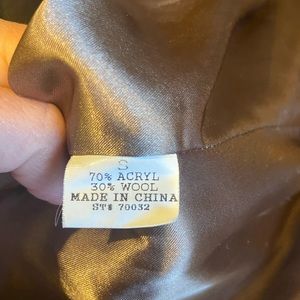 S
70% ACRYL
30% WOOL
MADE IN CHINA
ST# 70032